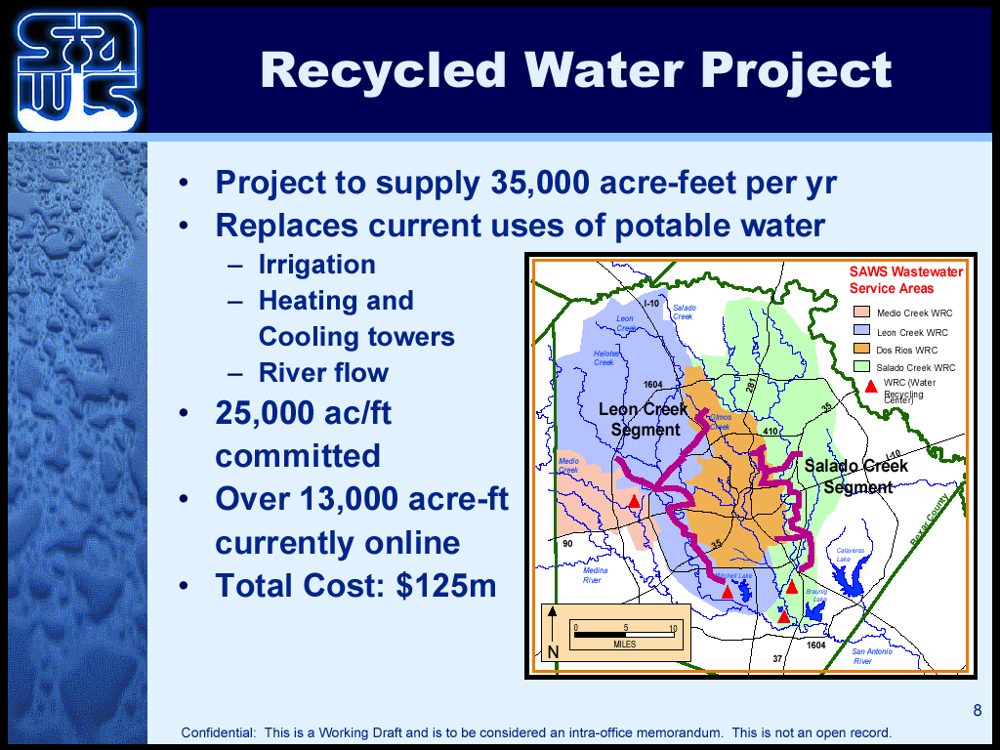 SAWS
Recycled Water Project
• Project to supply 35,000 acre-feet per yr
• Replaces current uses of potable water
– Irrigation
– Heating and
Cooling towers
– River flow
• 25,000 ac/ft
committed
• Over 13,000 acre-ft
currently online
• Total Cost: $125m
SAWS Wastewater
Service Areas
Medio Creek WRC
Leon Creek WRC
Dos Rios WRC
Salado Creek WRC
WRC (Water
Recycling
Center)
I-10
Salado
Creek
Leon
Creek
Helotes
Creek
1604
281
35
Leon Creek
Segment
Olmos
Creek
410
I-10
Salado Creek
Segment
Medio
Creek
Bexar County
90
35
Calaveras
Lake
Medina
River
Mitchell Lake
Braunig
Lake
0 5 10
MILES
N
1604
37
San Antonio
River
8
Confidential: This is a Working Draft and is to be considered an intra-office memorandum. This is not an open record.